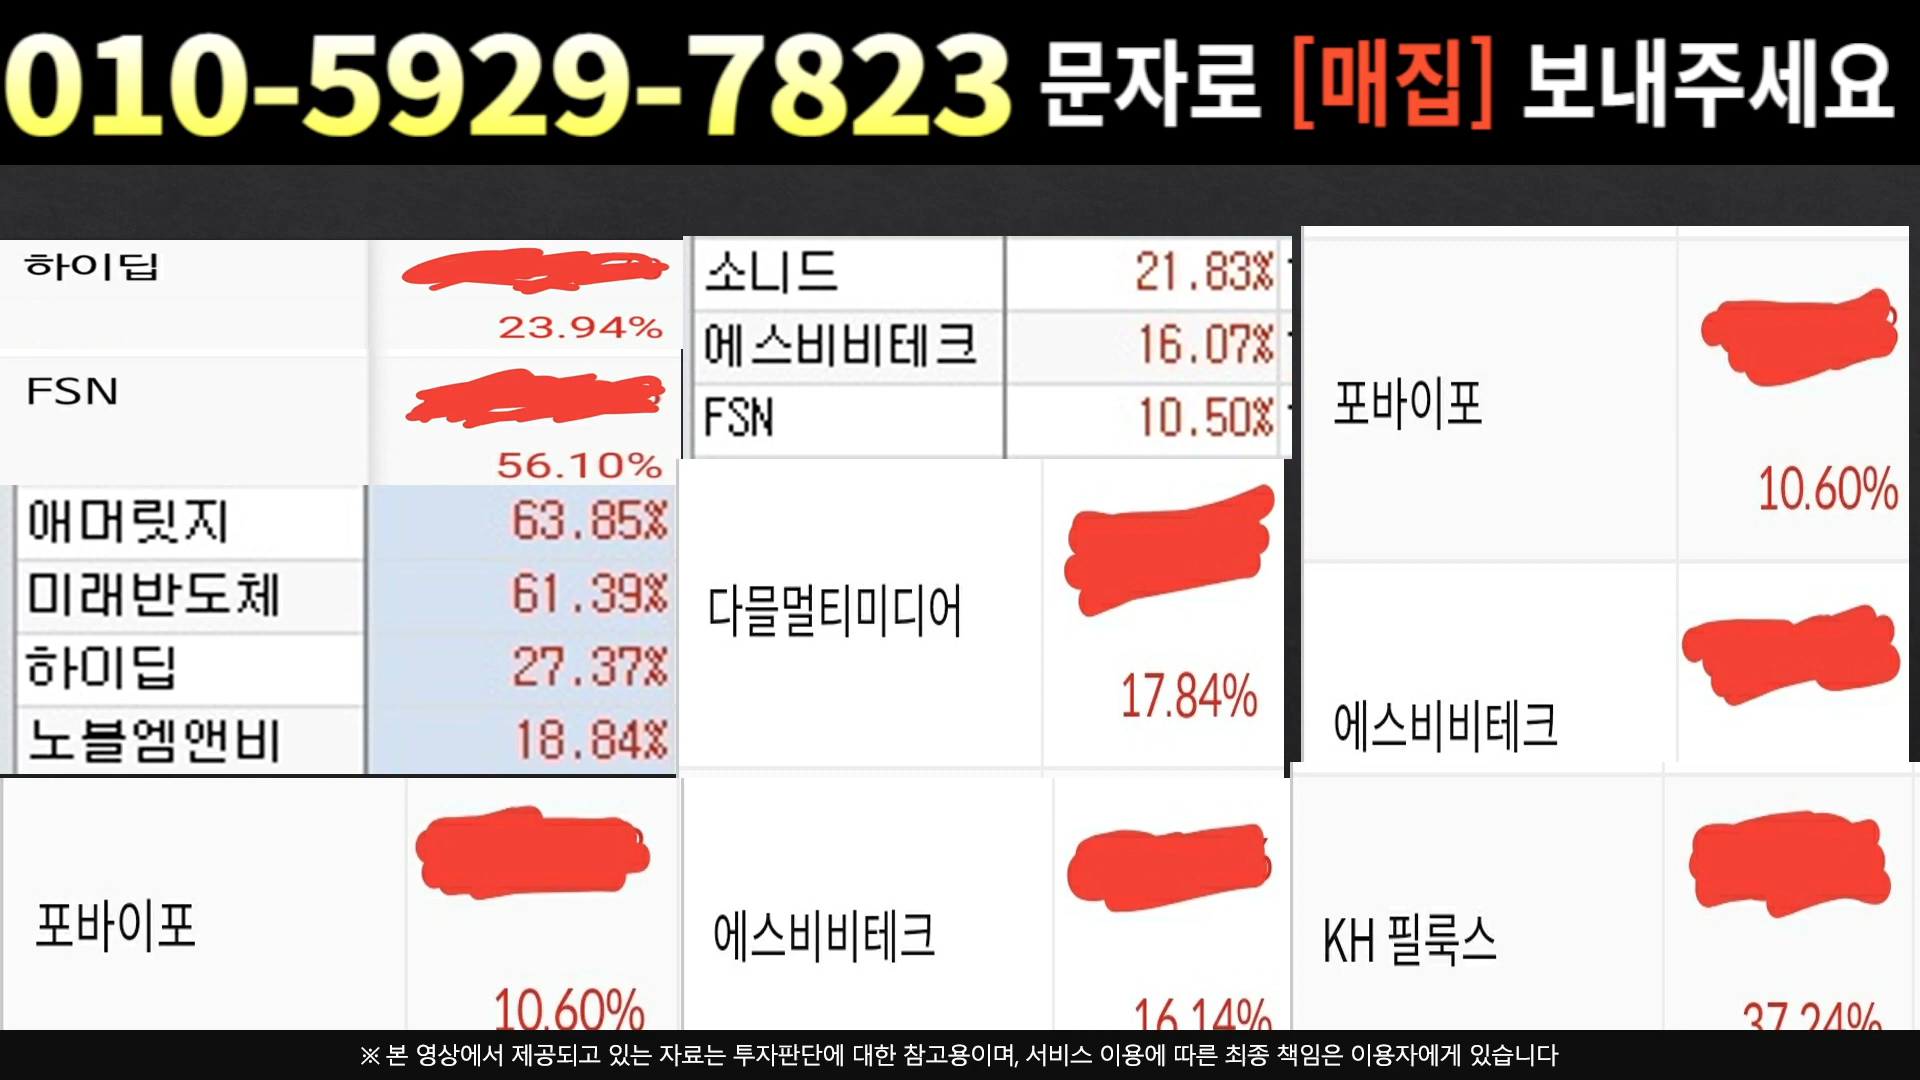 010-5929-7823 문자로 [매집] 보내주세요
하이딥
23.94%
FSN
56.10%
애머릿지 63.85%
미래반도체 61.39%
하이딥 27.37%
노블엠앤비 18.84%
소니드 21.83%
에스비비테크 16.07%
FSN 10.50%
다믈멀티미디어
17.84%
포바이포
10.60%
에스비비테크
포바이포
10.60%
에스비비테크
16.14%
KH 필룩스
37.24%
※ 본 영상에서 제공되고 있는 자료는 투자판단에 대한 참고용이며, 서비스 이용에 따른 최종 책임은 이용자에게 있습니다